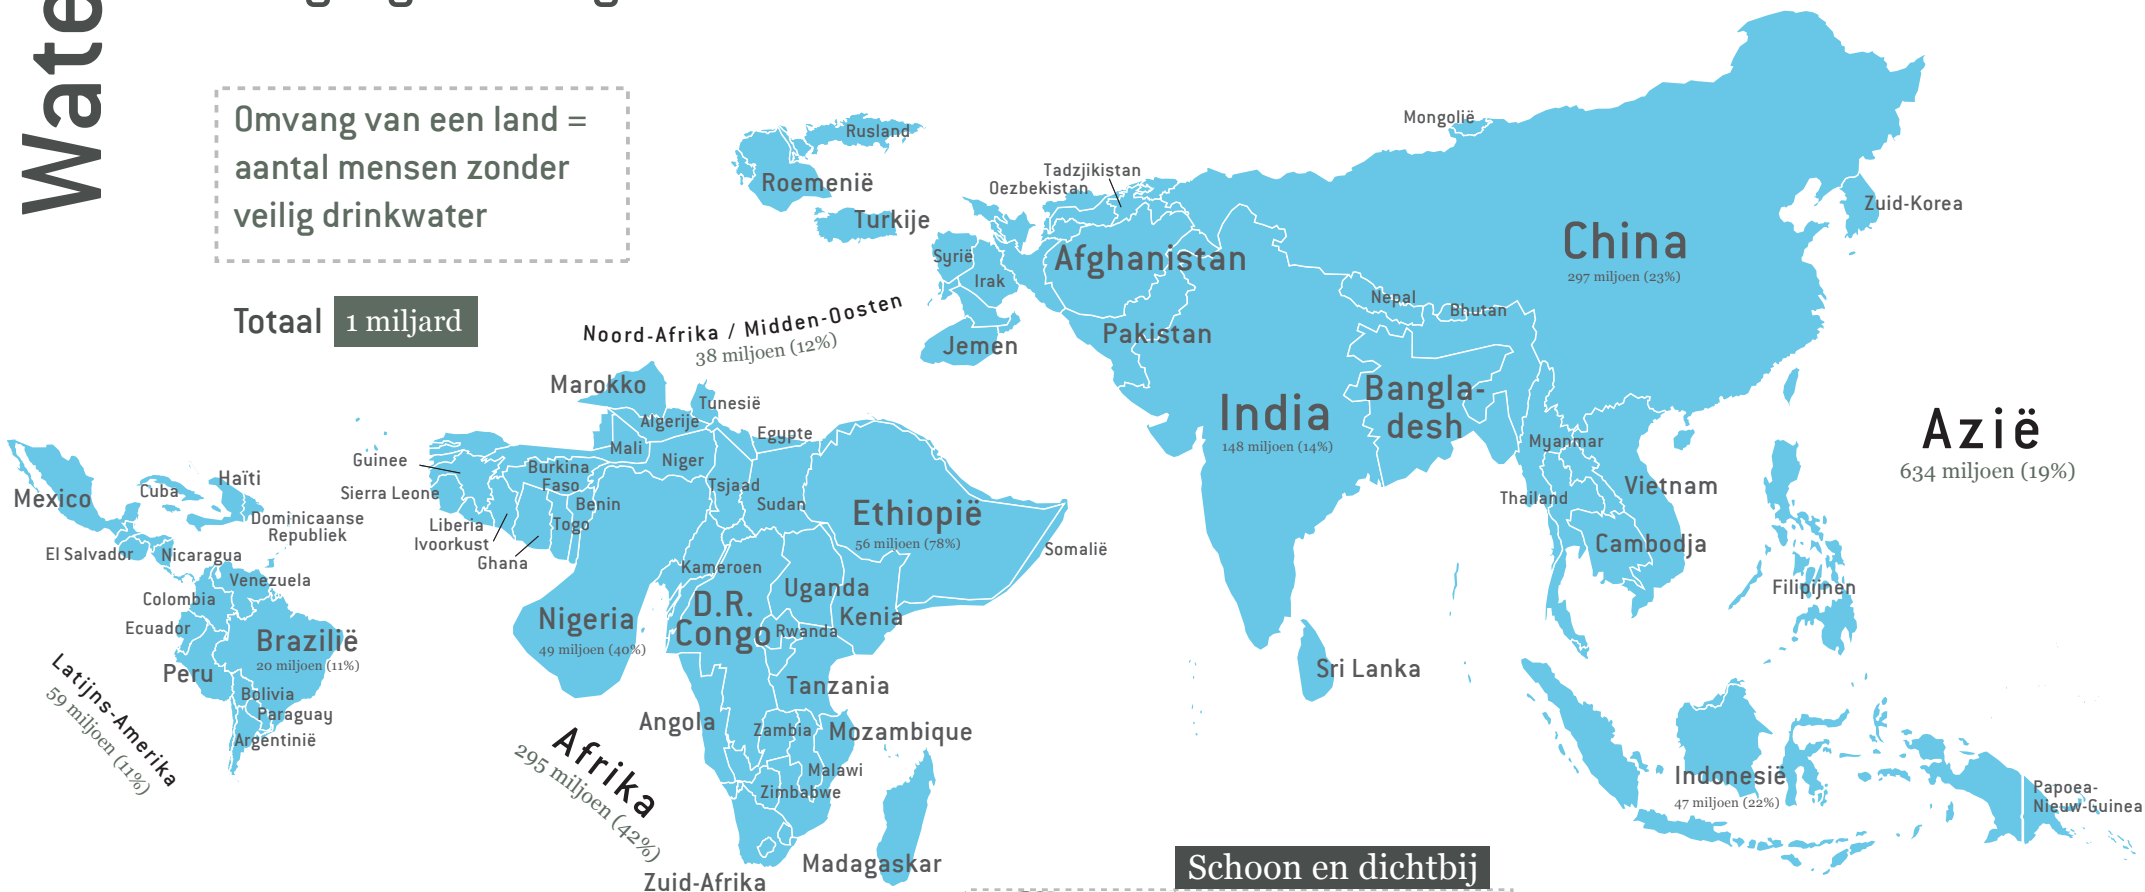 Wate
Omvang van een land =
aantal mensen zonder
veilig drinkwater
Totaal 1 miljard
Noord-Afrika / Midden-Oosten
38 miljoen (12%)
Rusland
Roemenië
Turkije
Mongolië
Tadzjikistan
Oezbekistan
Zuid-Korea
Syrië
Irak
Afghanistan
China
297 miljoen (23%)
Nepal
Bhutan
Jemen
Pakistan
India
148 miljoen (14%)
Bangla-
desh
Azië
634 miljoen (19%)
Myanmar
Thailand
Vietnam
Cambodja
Filipijnen
Sri Lanka
Indonesië
47 miljoen (22%)
Papoea-
Nieuw-Guinea
Marokko
Tunesië
Algerije
Egypte
Mali
Niger
Guinee
Burkina
Faso
Sierra Leone
Benin
Tsjaad
Sudan
Liberia
Togo
Ivoorkust
Ghana
Ethiopië
56 miljoen (78%)
Somalië
Kameroen
Uganda
D.R.
Congo
Kenia
Rwanda
Nigeria
49 miljoen (40%)
Tanzania
Angola
Zambia
Mozambique
Malawi
Zimbabwe
Afrika
295 miljoen (42%)
Madagaskar
Zuid-Afrika
Mexico
Cuba
Haïti
Dominicaanse
Republiek
El Salvador
Nicaragua
Venezuela
Colombia
Ecuador
Brazilië
20 miljoen (11%)
Peru
Bolivia
Paraguay
Argentinië
Latijns-Amerika
59 miljoen (11%)
Schoon en dichtbij